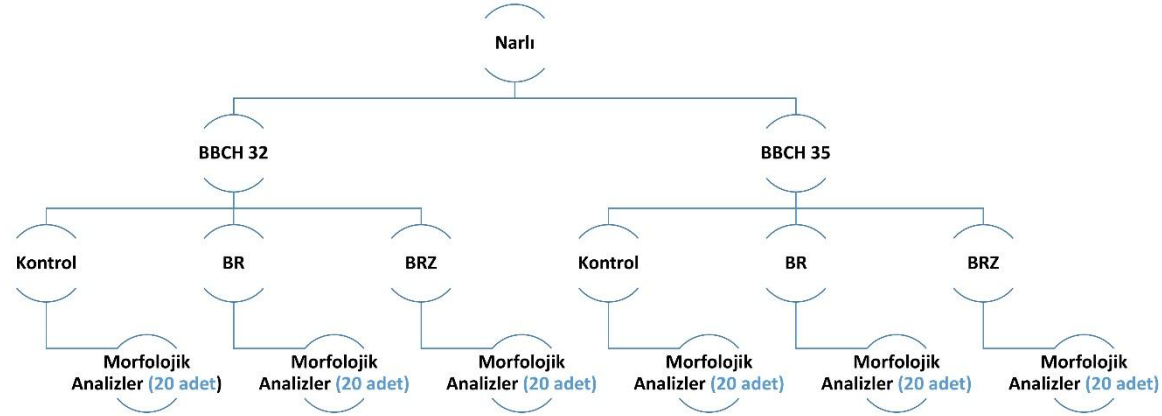 Narlı
BBCH 32
BBCH 35
Kontrol
BR
BRZ
Kontrol
BR
BRZ
Morfolojik
Analizler (20 adet)
Morfolojik
Analizler (20 adet)
Morfolojik
Analizler (20 adet)
Morfolojik
Analizler (20 adet)
Morfolojik
Analizler (20 adet)
Morfolojik
Analizler (20 adet)